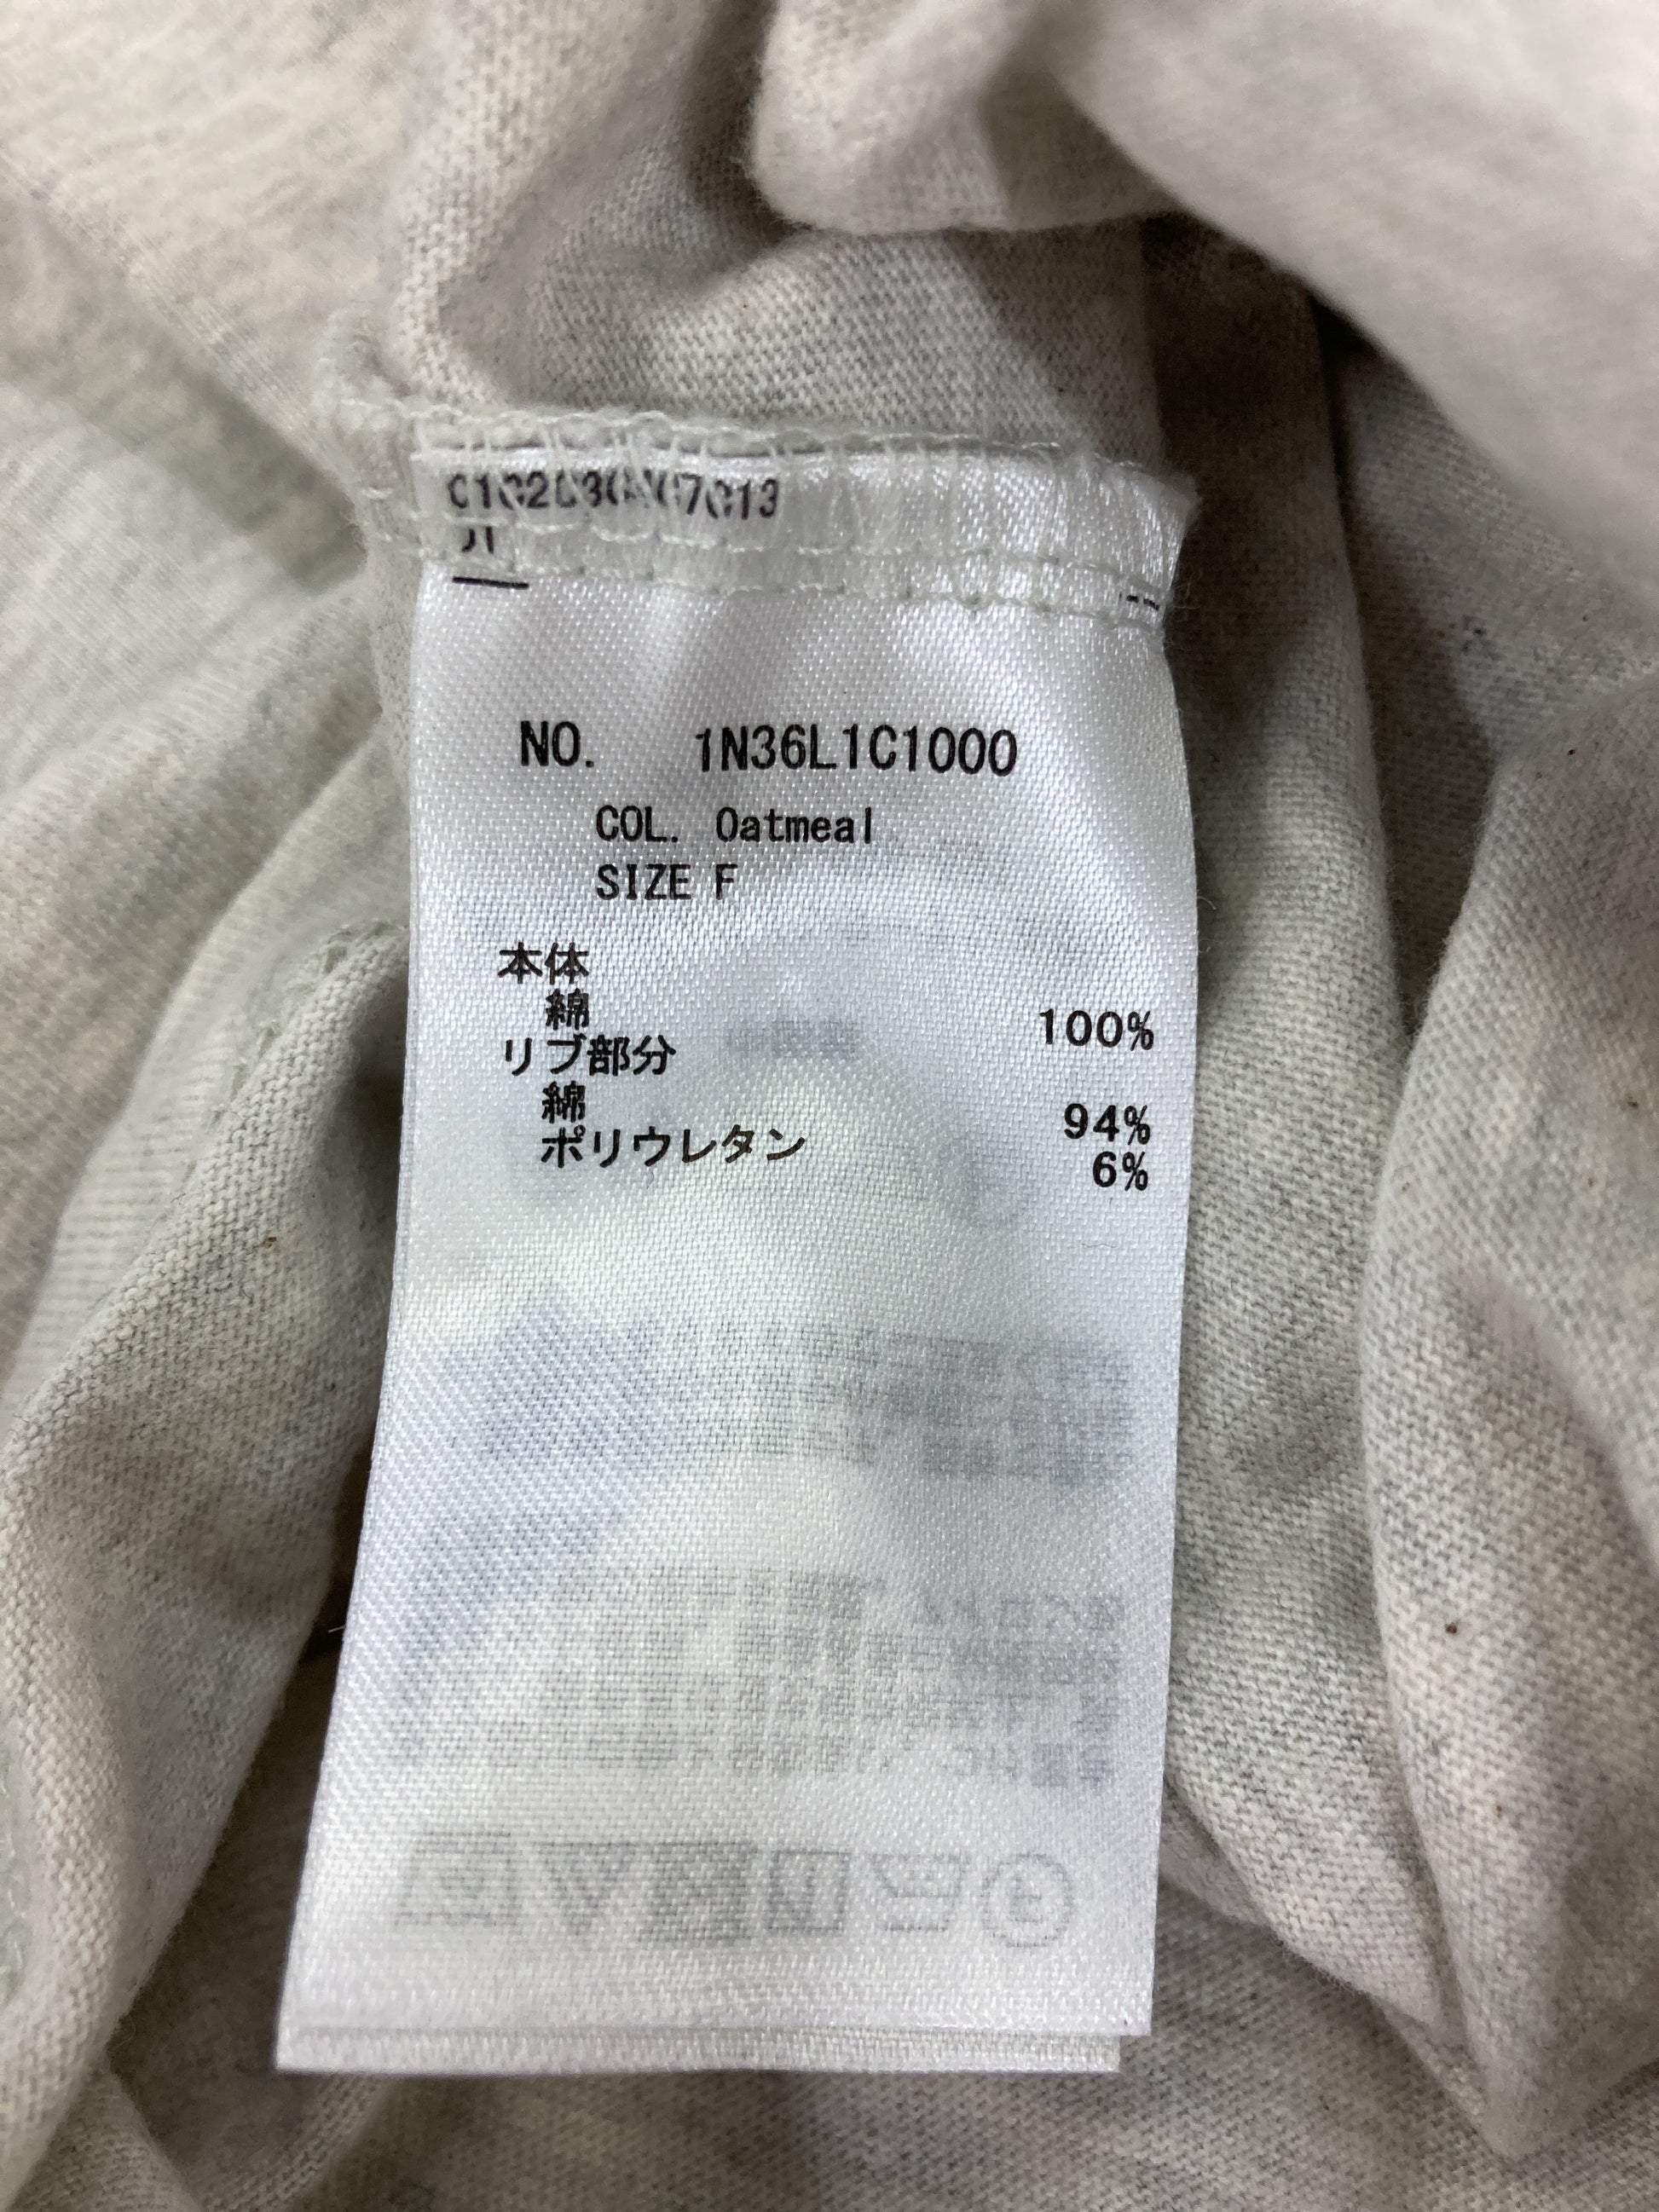 NO. 1N36L1C1000
COL. Oatmeal
SIZE F
本体
綿 100%
リブ部分
綿 94%
ポリウレタン 6%